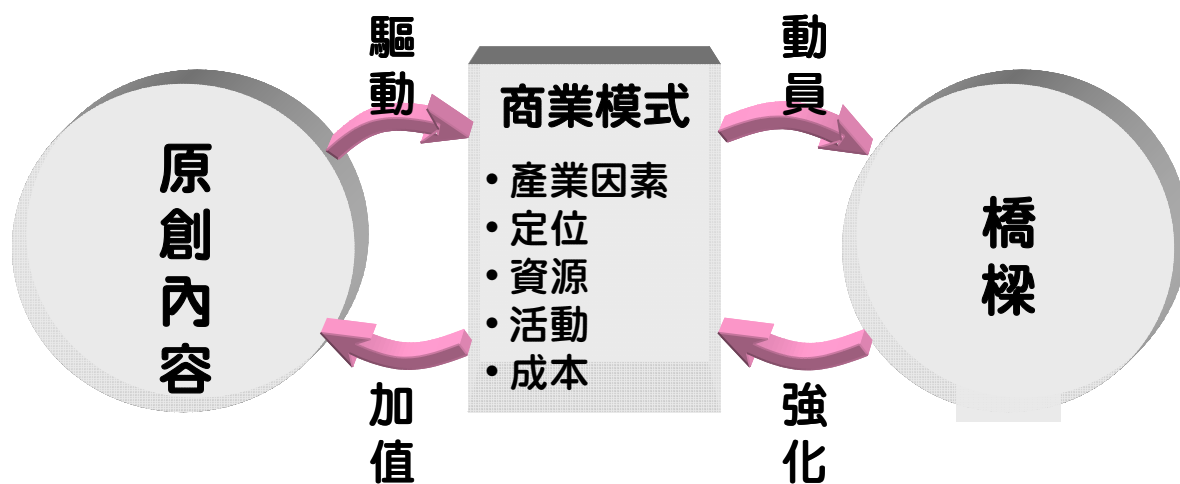 原創內容
驅動
加值
商業模式
• 產業因素
• 定位
• 資源
• 活動
• 成本
動員
強化
橋樑